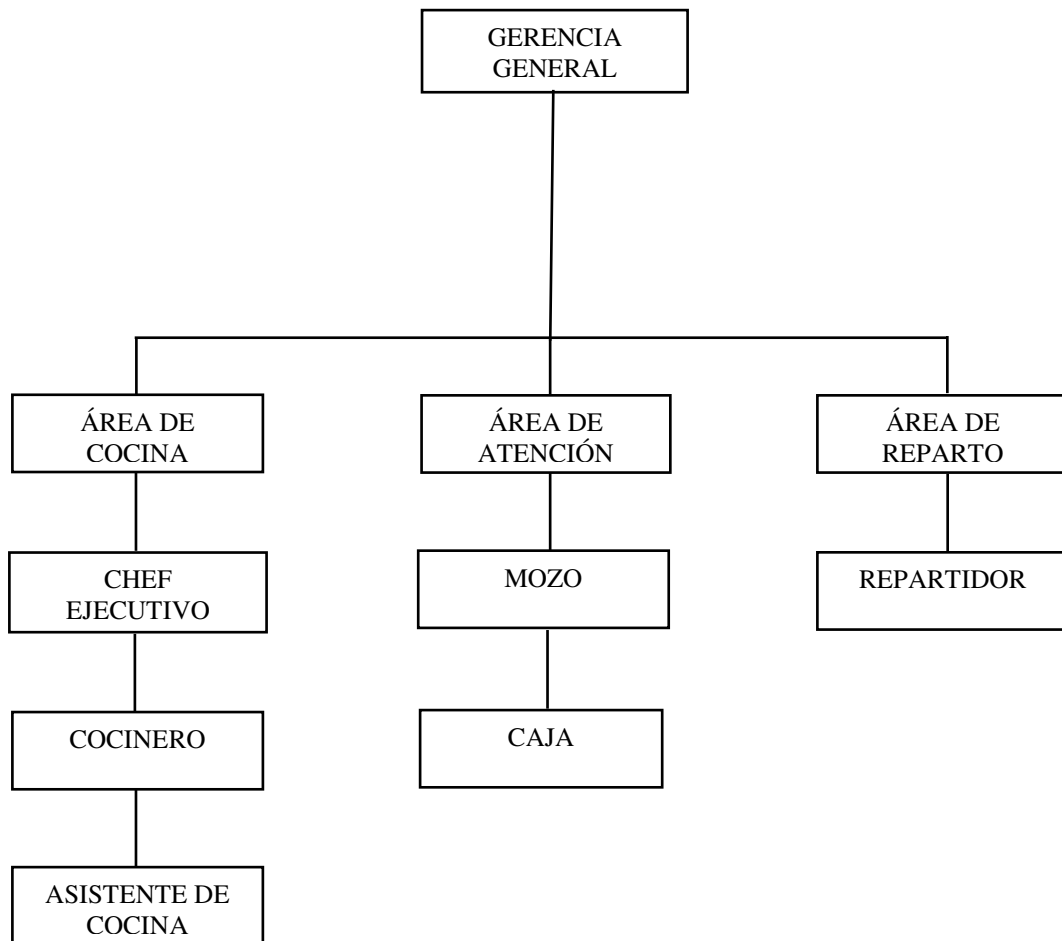 GERENCIA
GENERAL
ÁREA DE
COCINA
ÁREA DE
ATENCIÓN
ÁREA DE
REPARTO
CHEF
EJECUTIVO
MOZO
REPARTIDOR
COCINERO
CAJA
ASISTENTE DE
COCINA